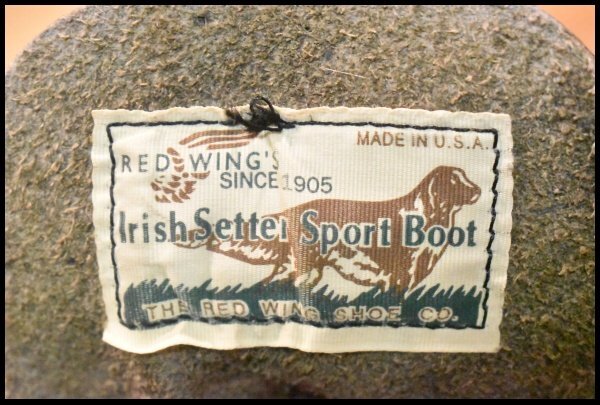 MADE IN U.S.A.
RED WING'S
SINCE 1905
Irish Setter Sport Boot
THE RED WING SHOE CO.